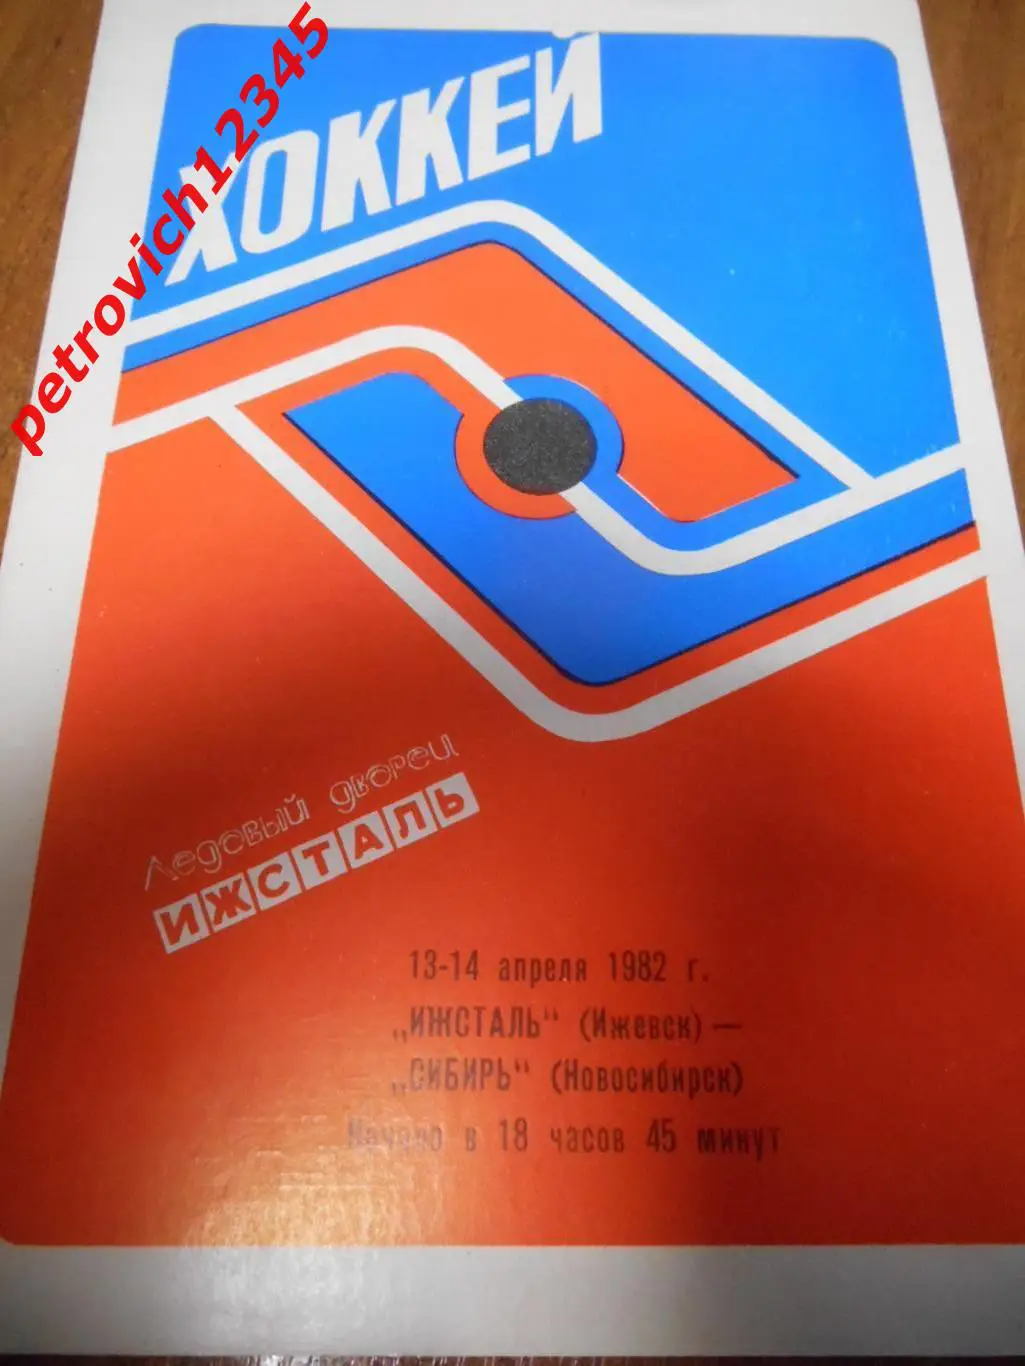 petrovich12345
ХОККЕЙ
Ледовый дворец
ИЖСТАЛЬ
13-14 апреля 1982 г.
„ИЖСТАЛЬ“ (Ижевск) —
„СИБИРЬ“ (Новосибирск)
Начало в 18 часов 45 минут